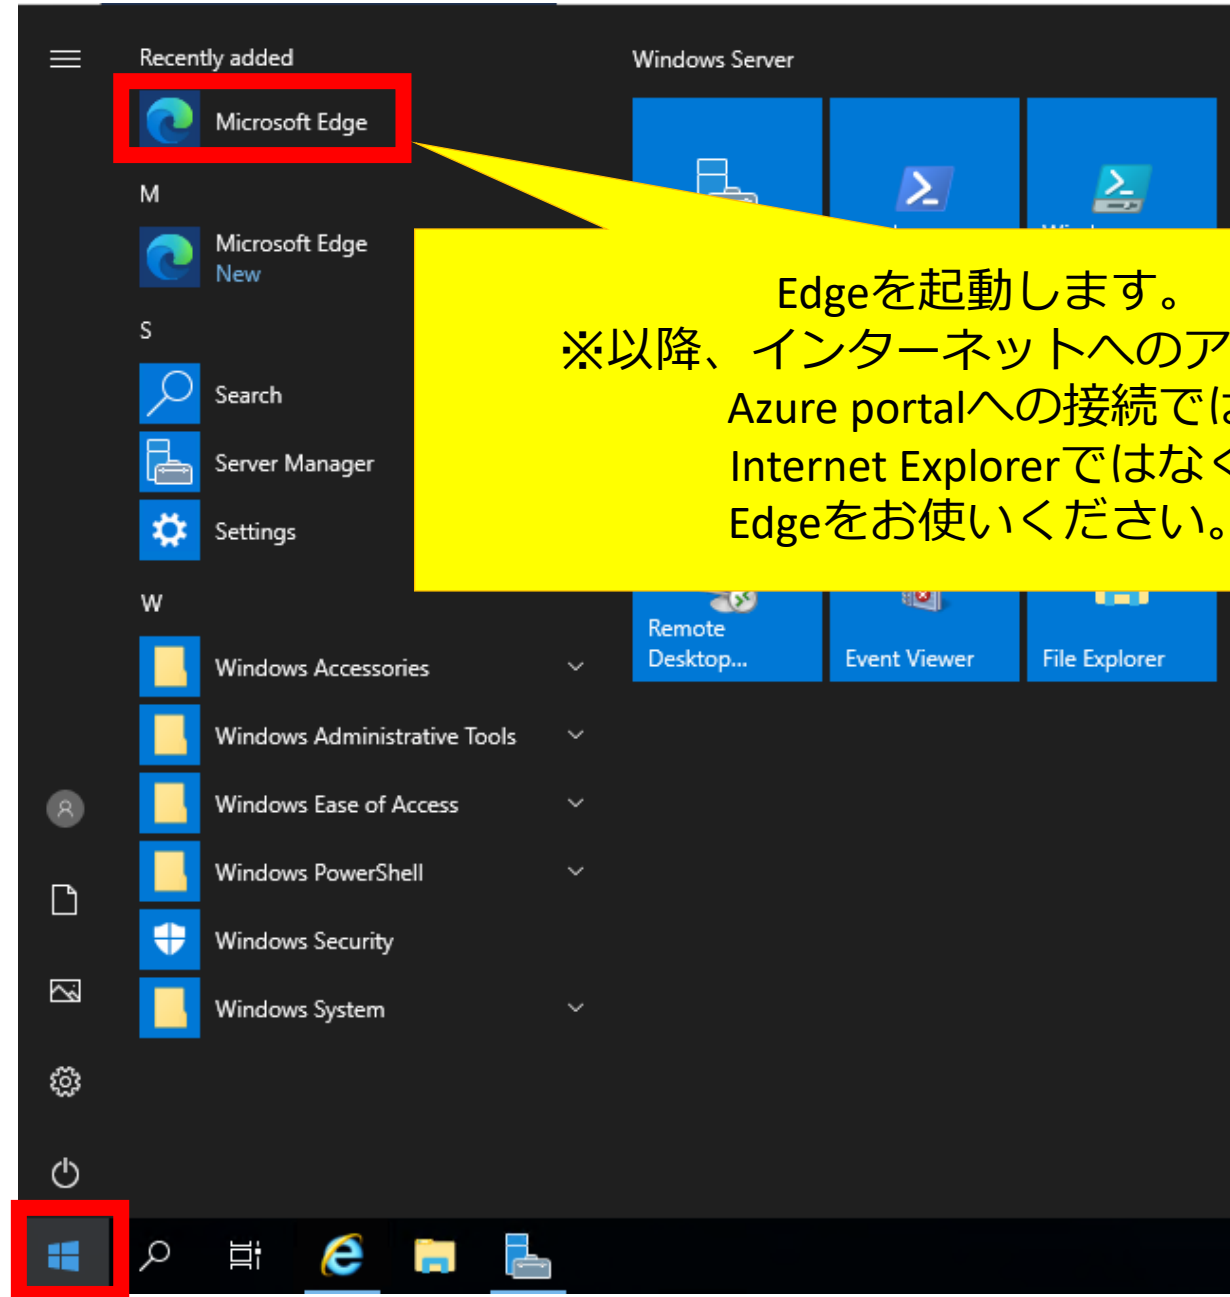 Recently added
Microsoft Edge
M
Microsoft Edge
New
S
Search
Server Manager
Settings
W
Windows Accessories
Windows Administrative Tools
Windows Ease of Access
Windows PowerShell
Windows Security
Windows System
Windows Server
Edgeを起動します。
※以降、インターネットへのア
Azure portalへの接続では
Internet Explorerではなく
Edgeをお使いください。
Remote
Desktop...
Event Viewer
File Explorer